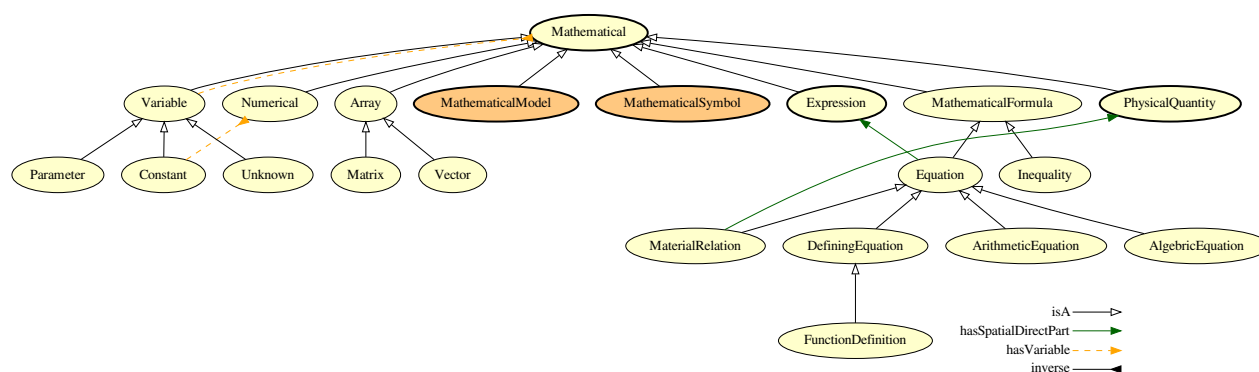 Mathematical
Variable
Numerical
Array
MathematicalModel
MathematicalSymbol
Expression
MathematicalFormula
PhysicalQuantity
Parameter
Constant
Unknown
Matrix
Vector
Equation
Inequality
MaterialRelation
DefiningEquation
ArithmeticEquation
AlgebricEquation
FunctionDefinition
isA
hasSpatialDirectPart
hasVariable
inverse